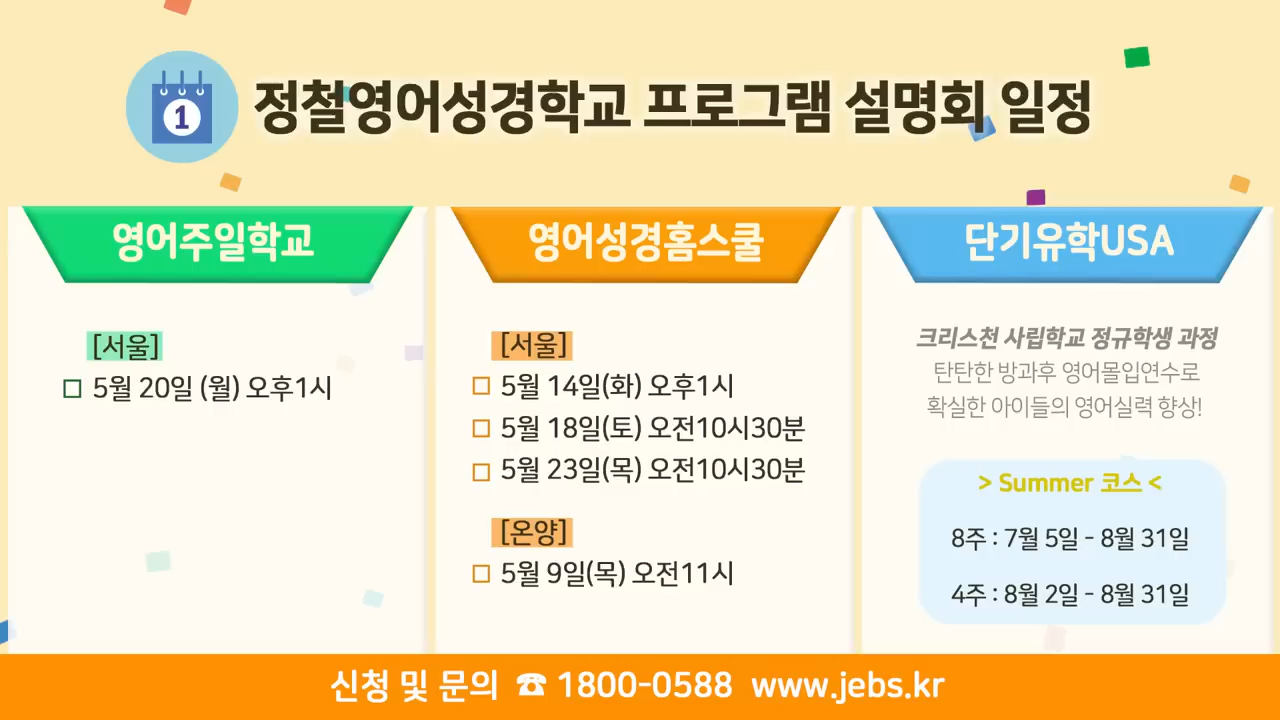 1
정철영어성경학교 프로그램 설명회 일정
영어주일학교
[서울]
□ 5월 20일 (월) 오후1시
영어성경홈스쿨
[서울]
□ 5월 14일(화) 오후1시
□ 5월 18일(토) 오전10시30분
□ 5월 23일(목) 오전10시30분
[온양]
□ 5월 9일(목) 오전11시
단기유학USA
크리스천 사립학교 정규학생 과정
탄탄한 방과후 영어몰입연수로
확실한 아이들의 영어실력 향상!
> Summer 코스 <
8주 : 7월 5일 - 8월 31일
4주 : 8월 2일 - 8월 31일
신청 및 문의 ☎ 1800-0588 www.jebs.kr